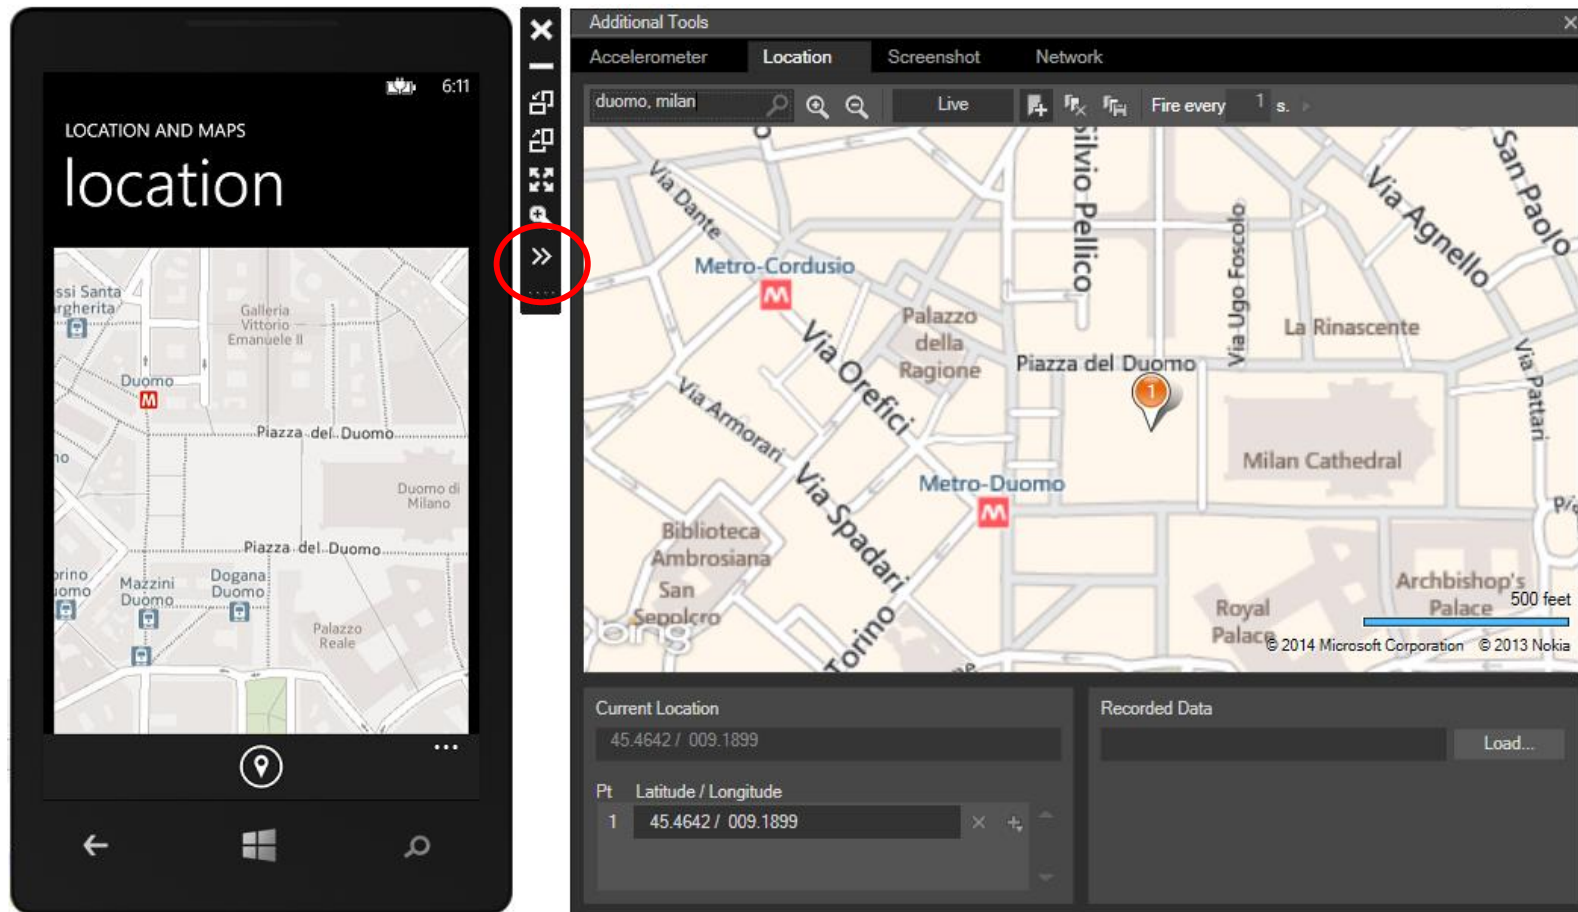 6:11
LOCATION AND MAPS
location
ssi Santa
rgherita
Galleria
Vittorio
Emanuele II
Duomo
M
Piazza del Duomo
Duomo di
Milano
Piazza del Duomo
Mazzini
Duomo
Dogana
Duomo
Palazzo
Reale
Additional Tools
Accelerometer
Location
Screenshot
Network
duomo, milan
Live
Fire every 1 s.
Via Dante
Silvio Pellico
San Paolo
Via Agnello
Via Ugo Foscolo
Metro-Cordusio
M
Palazzo
della
Ragione
La Rinascente
Via Orefici
Piazza del Duomo
1
Via Pattari
Via Armorari
Milan Cathedral
Metro-Duomo
M
Via Spadari
Biblioteca
Ambrosiana
San
Sepolcro
Torino
Royal
Palace
Archbishop's
Palace
500 feet
bing
© 2014 Microsoft Corporation © 2013 Nokia
Current Location
45.4642 / 009.1899
Pt Latitude / Longitude
1 45.4642 / 009.1899
Recorded Data
Load...